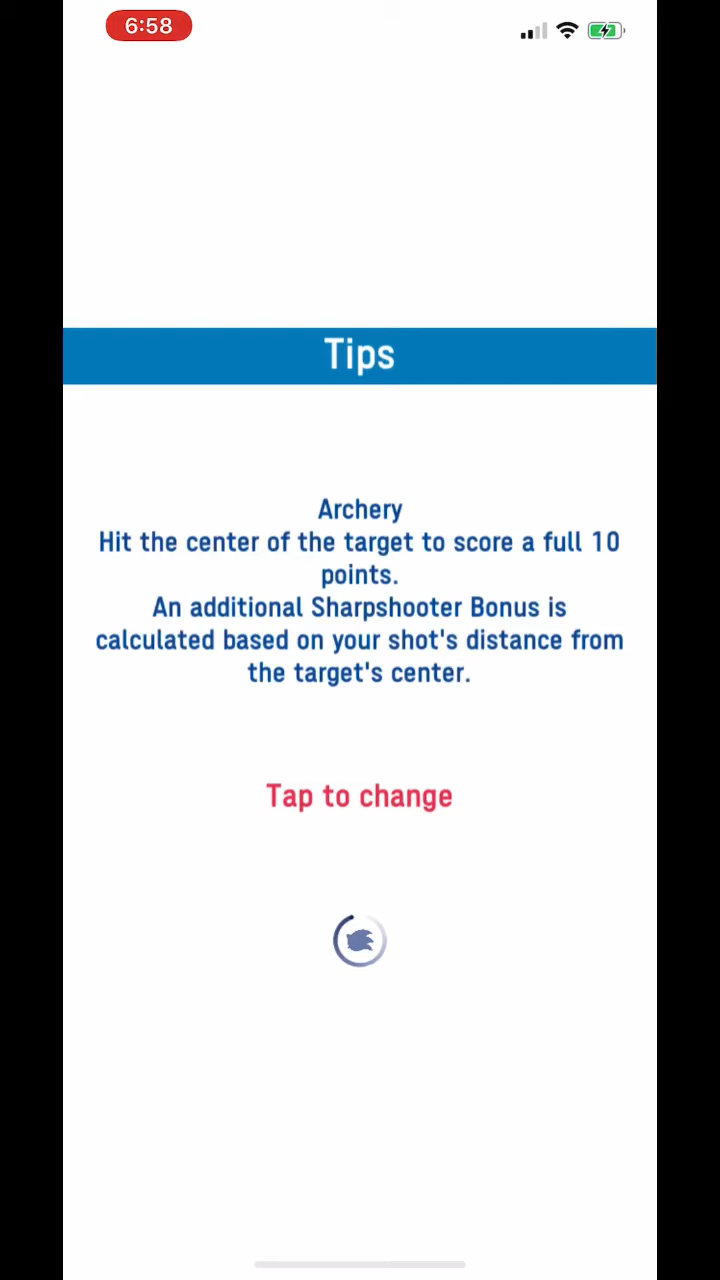 6:58
Tips
Archery
Hit the center of the target to score a full 10
points.
An additional Sharpshooter Bonus is
calculated based on your shot's distance from
the target's center.
Tap to change